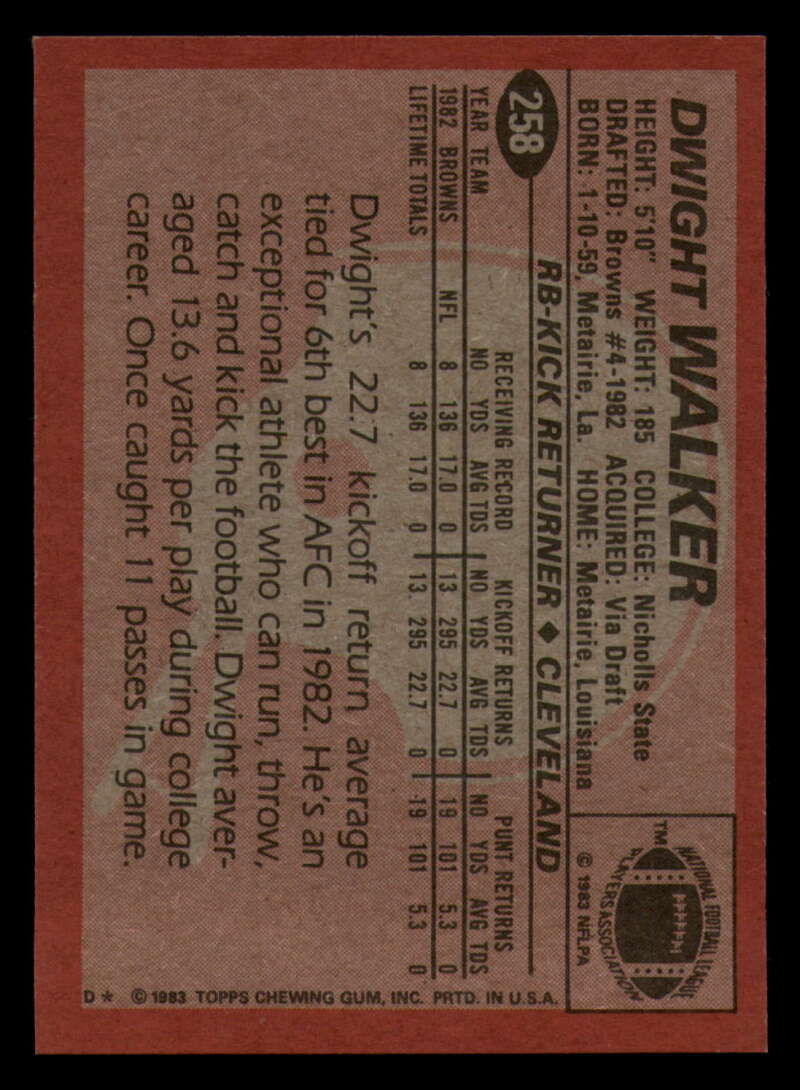 DWIGHT WALKER
HEIGHT: 5'10" WEIGHT: 185 COLLEGE: Nicholls State
DRAFTED: Browns #4-1982 ACQUIRED: Via Draft
BORN: 1-10-59, Metairie, La. HOME: Metairie, Louisiana
NATIONAL FOOTBALL LEAGUE
PLAYERS ASSOCIATION
TM
© 1983 NFLPA
258
RB-KICK RETURNER ♦ CLEVELAND
RECEIVING RECORD KICKOFF RETURNS PUNT RETURNS
YEAR TEAM NO YDS AVG TDS NO YDS AVG TDS NO YDS AVG TDS
1982 BROWNS NFL 8 136 17.0 0 13 295 22.7 0 19 101 5.3 0
LIFETIME TOTALS 8 136 17.0 0 13 295 22.7 0 19 101 5.3 0
Dwight's 22.7 kickoff return average
tied for 6th best in AFC in 1982. He's an
exceptional athlete who can run, throw,
catch and kick the football. Dwight aver-
aged 13.6 yards per play during college
career. Once caught 11 passes in game.
D* © 1983 TOPPS CHEWING GUM, INC. PRTD. IN U.S.A.